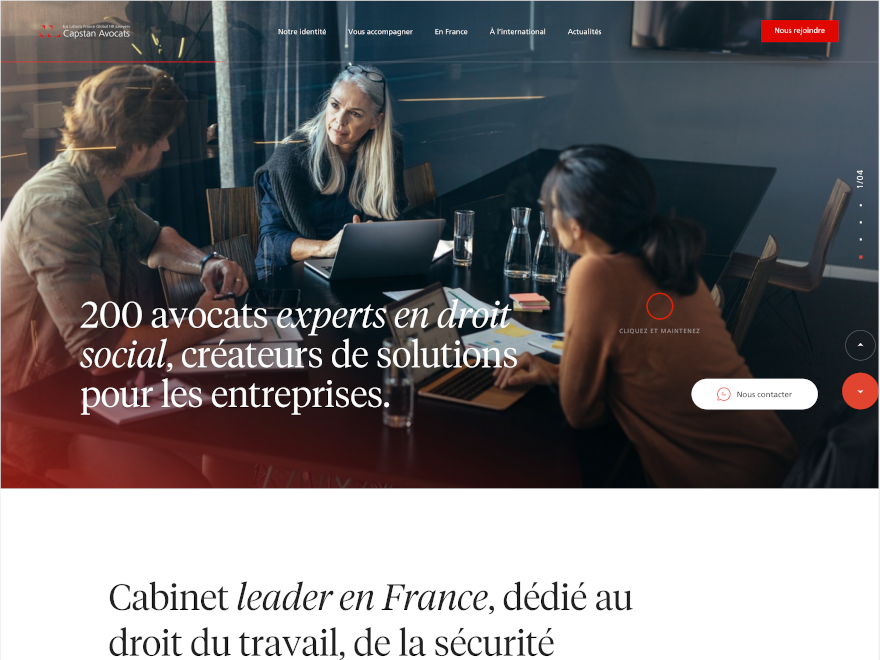 Ius Laboris France Global HR Lawyers
Capstan Avocats
Notre identité
Vous accompagner
En France
À l'international
Actualités
Nous rejoindre
1/04
200 avocats experts en droit
social, créateurs de solutions
pour les entreprises.
CLIQUEZ ET MAINTENEZ
Nous contacter
Cabinet leader en France, dédié au
droit du travail, de la sécurité